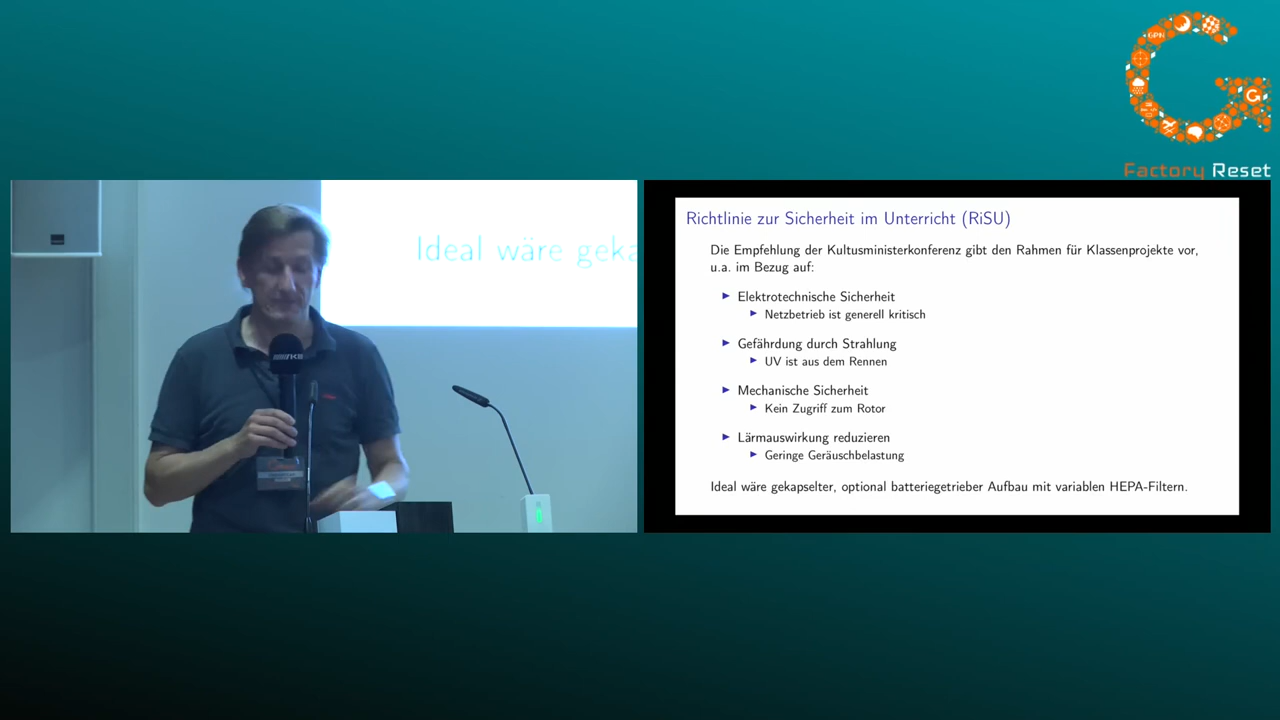 GPN
Factory Reset
Ideal wäre geka
Richtlinie zur Sicherheit im Unterricht (RiSU)
Die Empfehlung der Kultusministerkonferenz gibt den Rahmen für Klassenprojekte vor,
u.a. im Bezug auf:
Elektrotechnische Sicherheit
Netzbetrieb ist generell kritisch
Gefährdung durch Strahlung
UV ist aus dem Rennen
Mechanische Sicherheit
Kein Zugriff zum Rotor
Lärmauswirkung reduzieren
Geringe Geräuschbelastung
Ideal wäre gekapselter, optional batteriegetrieber Aufbau mit variablen HEPA-Filtern.